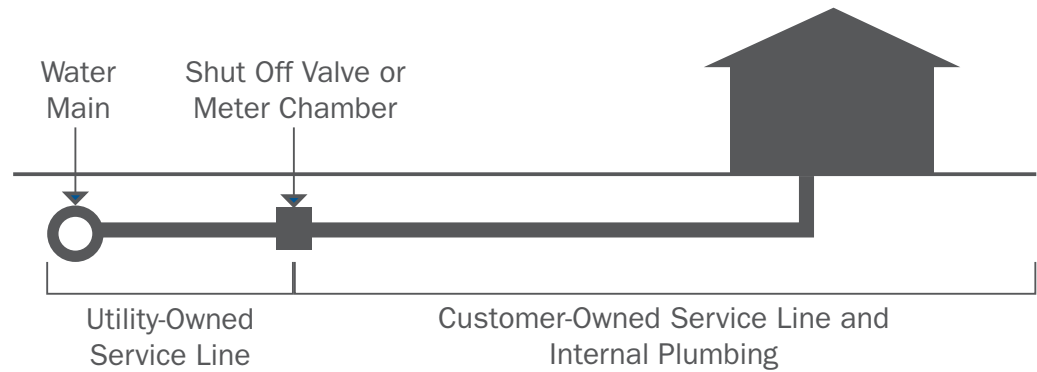 Water
Main
Shut Off Valve or
Meter Chamber
Utility-Owned
Service Line
Customer-Owned Service Line and
Internal Plumbing